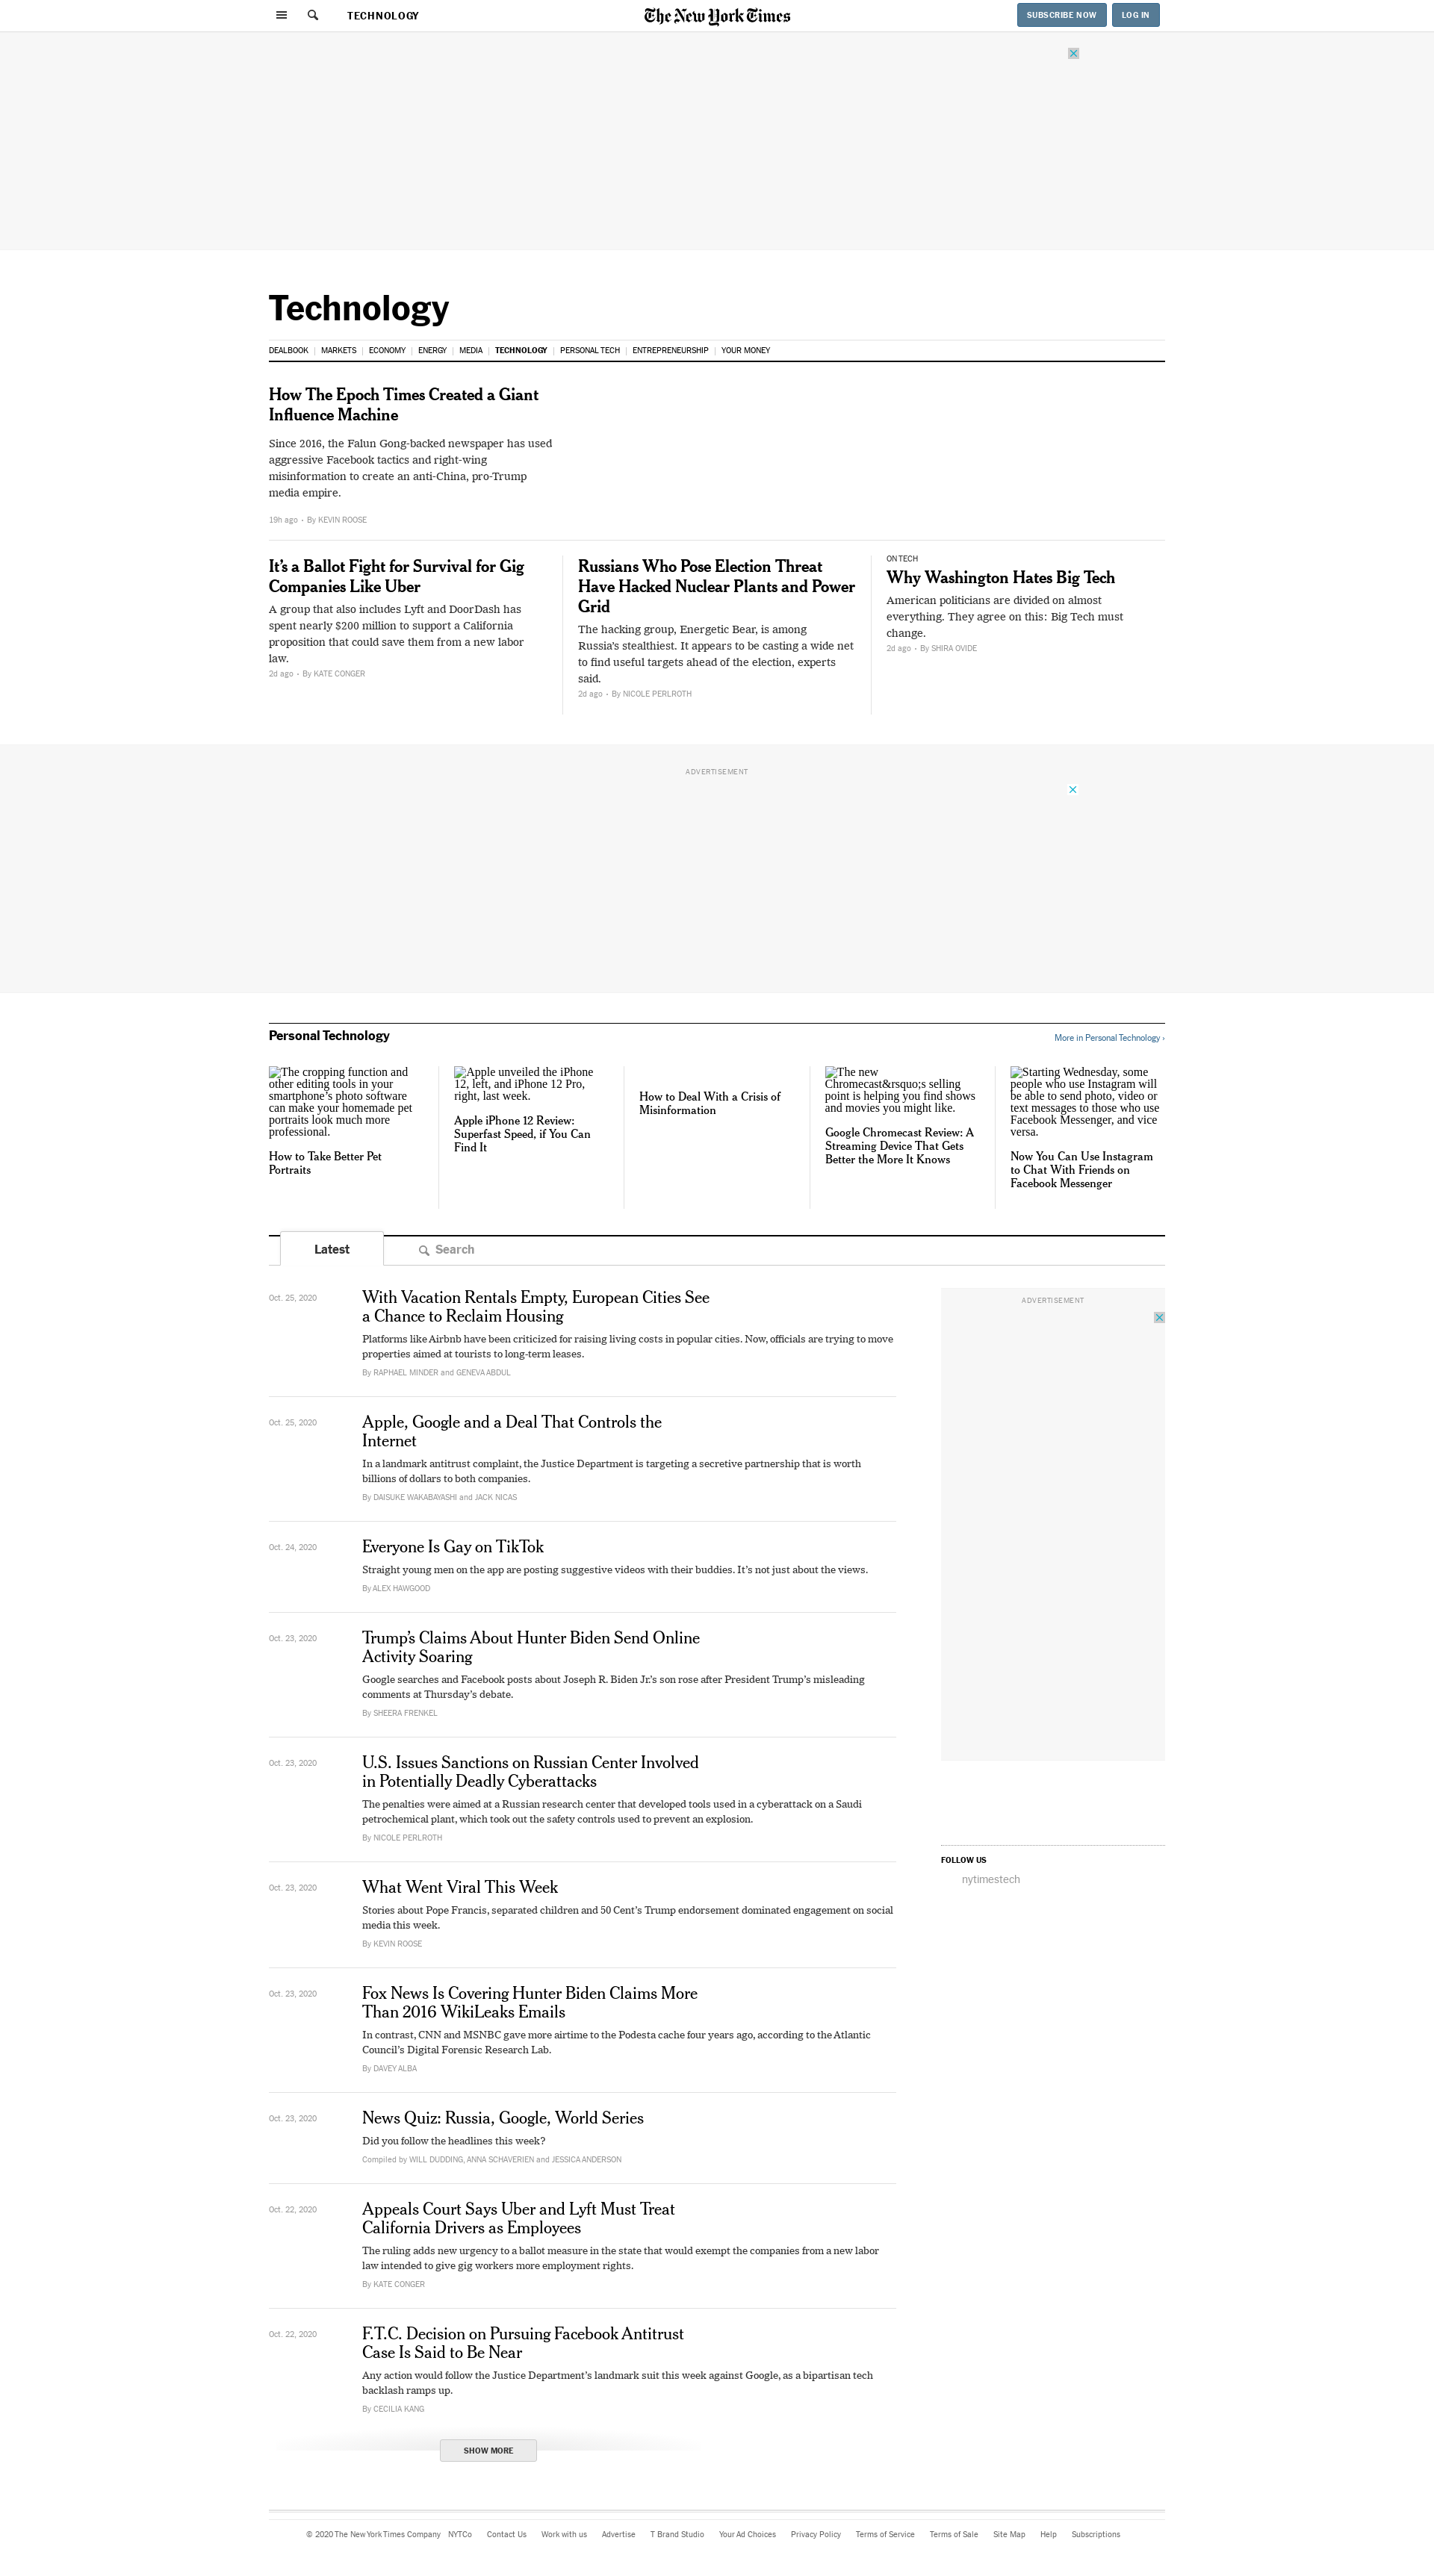 TECHNOLOGY
The New York Times
SUBSCRIBE NOW
LOG IN
Technology
DEALBOOK | MARKETS | ECONOMY | ENERGY | MEDIA | TECHNOLOGY | PERSONAL TECH | ENTREPRENEURSHIP | YOUR MONEY
How The Epoch Times Created a Giant
Influence Machine
Since 2016, the Falun Gong-backed newspaper has used
aggressive Facebook tactics and right-wing
misinformation to create an anti-China, pro-Trump
media empire.
19h ago • By KEVIN ROOSE
It’s a Ballot Fight for Survival for Gig
Companies Like Uber
A group that also includes Lyft and DoorDash has
spent nearly $200 million to support a California
proposition that could save them from a new labor
law.
2d ago • By KATE CONGER
Russians Who Pose Election Threat
Have Hacked Nuclear Plants and Power
Grid
The hacking group, Energetic Bear, is among
Russia’s stealthiest. It appears to be casting a wide net
to find useful targets ahead of the election, experts
said.
2d ago • By NICOLE PERLROTH
ON TECH
Why Washington Hates Big Tech
American politicians are divided on almost
everything. They agree on this: Big Tech must
change.
2d ago • By SHIRA OVIDE
ADVERTISEMENT
Personal Technology
More in Personal Technology ›
The cropping function and
other editing tools in your
smartphone’s photo software
can make your homemade pet
portraits look much more
professional.
How to Take Better Pet
Portraits
Apple unveiled the iPhone
12, left, and iPhone 12 Pro,
right, last week.
Apple iPhone 12 Review:
Superfast Speed, if You Can
Find It
How to Deal With a Crisis of
Misinformation
The new
Chromecast&rsquo;s selling
point is helping you find shows
and movies you might like.
Google Chromecast Review: A
Streaming Device That Gets
Better the More It Knows
Starting Wednesday, some
people who use Instagram will
be able to send photo, video or
text messages to those who use
Facebook Messenger, and vice
versa.
Now You Can Use Instagram
to Chat With Friends on
Facebook Messenger
Latest
Search
Oct. 25, 2020
With Vacation Rentals Empty, European Cities See
a Chance to Reclaim Housing
Platforms like Airbnb have been criticized for raising living costs in popular cities. Now, officials are trying to move
properties aimed at tourists to long-term leases.
By RAPHAEL MINDER and GENEVA ABDUL
Oct. 25, 2020
Apple, Google and a Deal That Controls the
Internet
In a landmark antitrust complaint, the Justice Department is targeting a secretive partnership that is worth
billions of dollars to both companies.
By DAISUKE WAKABAYASHI and JACK NICAS
Oct. 24, 2020
Everyone Is Gay on TikTok
Straight young men on the app are posting suggestive videos with their buddies. It’s not just about the views.
By ALEX HAWGOOD
Oct. 23, 2020
Trump’s Claims About Hunter Biden Send Online
Activity Soaring
Google searches and Facebook posts about Joseph R. Biden Jr.’s son rose after President Trump’s misleading
comments at Thursday’s debate.
By SHEERA FRENKEL
Oct. 23, 2020
U.S. Issues Sanctions on Russian Center Involved
in Potentially Deadly Cyberattacks
The penalties were aimed at a Russian research center that developed tools used in a cyberattack on a Saudi
petrochemical plant, which took out the safety controls used to prevent an explosion.
By NICOLE PERLROTH
Oct. 23, 2020
What Went Viral This Week
Stories about Pope Francis, separated children and 50 Cent’s Trump endorsement dominated engagement on social
media this week.
By KEVIN ROOSE
Oct. 23, 2020
Fox News Is Covering Hunter Biden Claims More
Than 2016 WikiLeaks Emails
In contrast, CNN and MSNBC gave more airtime to the Podesta cache four years ago, according to the Atlantic
Council’s Digital Forensic Research Lab.
By DAVEY ALBA
Oct. 23, 2020
News Quiz: Russia, Google, World Series
Did you follow the headlines this week?
Compiled by WILL DUDDING, ANNA SCHAVERIEN and JESSICA ANDERSON
Oct. 22, 2020
Appeals Court Says Uber and Lyft Must Treat
California Drivers as Employees
The ruling adds new urgency to a ballot measure in the state that would exempt the companies from a new labor
law intended to give gig workers more employment rights.
By KATE CONGER
Oct. 22, 2020
F.T.C. Decision on Pursuing Facebook Antitrust
Case Is Said to Be Near
Any action would follow the Justice Department’s landmark suit this week against Google, as a bipartisan tech
backlash ramps up.
By CECILIA KANG
SHOW MORE
ADVERTISEMENT
FOLLOW US
nytimestech
© 2020 The New York Times Company NYTCo Contact Us Work with us Advertise T Brand Studio Your Ad Choices Privacy Policy Terms of Service Terms of Sale Site Map Help Subscriptions